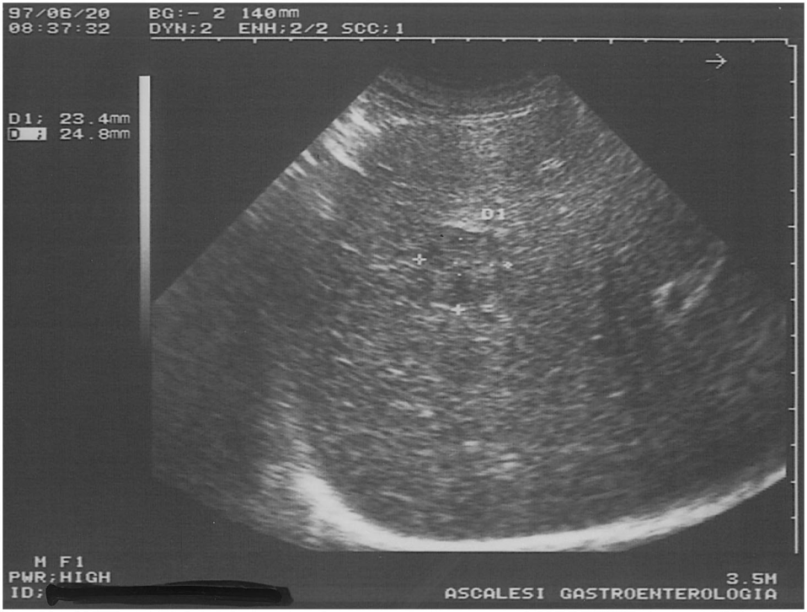 97/06/20 BG:- 2 140mm
08:37:32 DYN;2 ENH;2/2 SCC;1
D1; 23.4mm
D ; 24.8mm
D1
M F1
PWR;HIGH 3.5M
ID; ASCALESI GASTROENTEROLOGIA